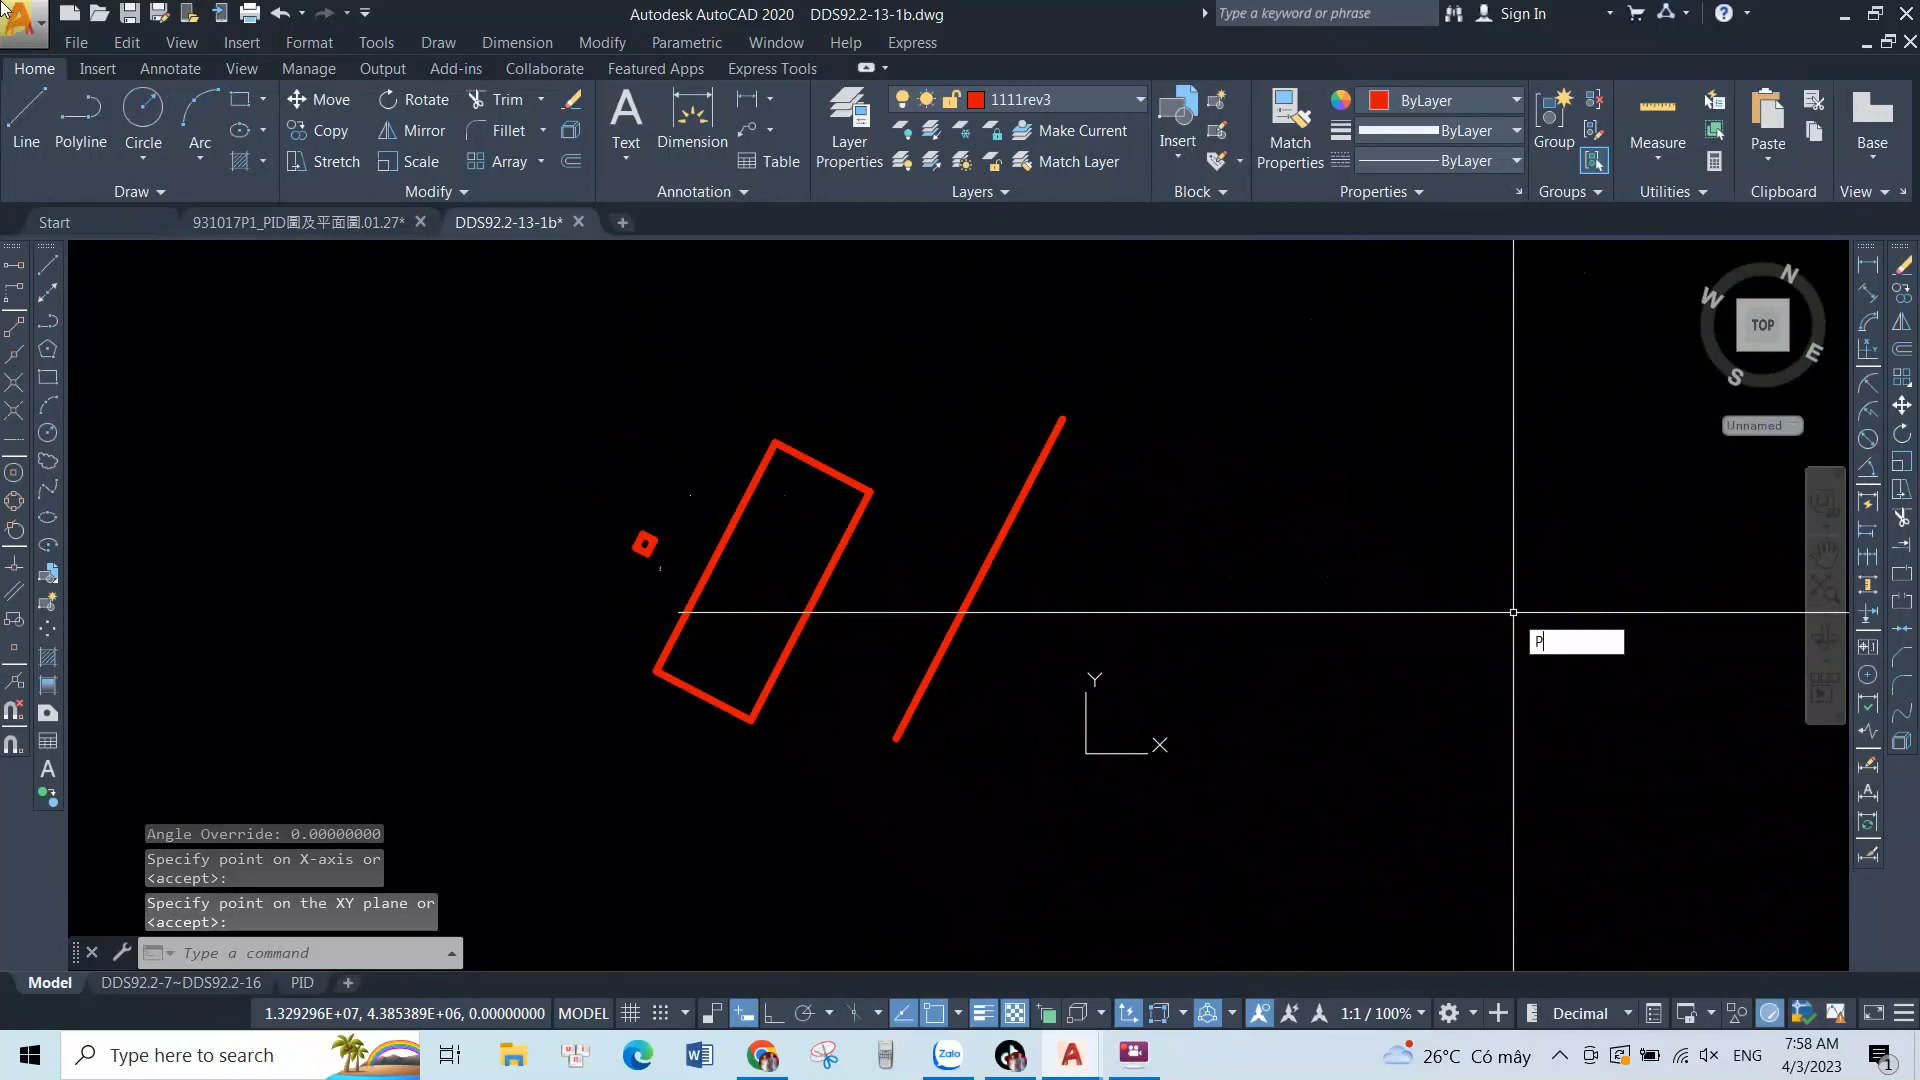 Autodesk AutoCAD 2020 DDS92.2-13-1b.dwg
Type a keyword or phrase
Sign In
File Edit View Insert Format Tools Draw Dimension Modify Parametric Window Help Express
Home Insert Annotate View Manage Output Add-ins Collaborate Featured Apps Express Tools
Line Polyline Circle Arc
Move Rotate Trim
Copy Mirror Fillet
Stretch Scale Array
Text Dimension Table
Layer Properties
1111rev3
Make Current
Match Layer
Insert
Match Properties
ByLayer
ByLayer
ByLayer
Group
Measure
Paste
Base
Draw Modify Annotation Layers Block Properties Groups Utilities Clipboard View
Start 931017P1_PID圖及平面圖.01.27* DDS92.2-13-1b*
N
W
TOP
E
S
Unnamed
P
Y
X
Angle Override: 0.00000000
Specify point on X-axis or
<accept>:
Specify point on the XY plane or
<accept>:
Type a command
Model DDS92.2-7~DDS92.2-16 PID
1.329296E+07, 4.385389E+06, 0.00000000 MODEL 1:1 / 100% Decimal
Type here to search
Zalo
26°C Có mây
ENG
7:58 AM
4/3/2023
1